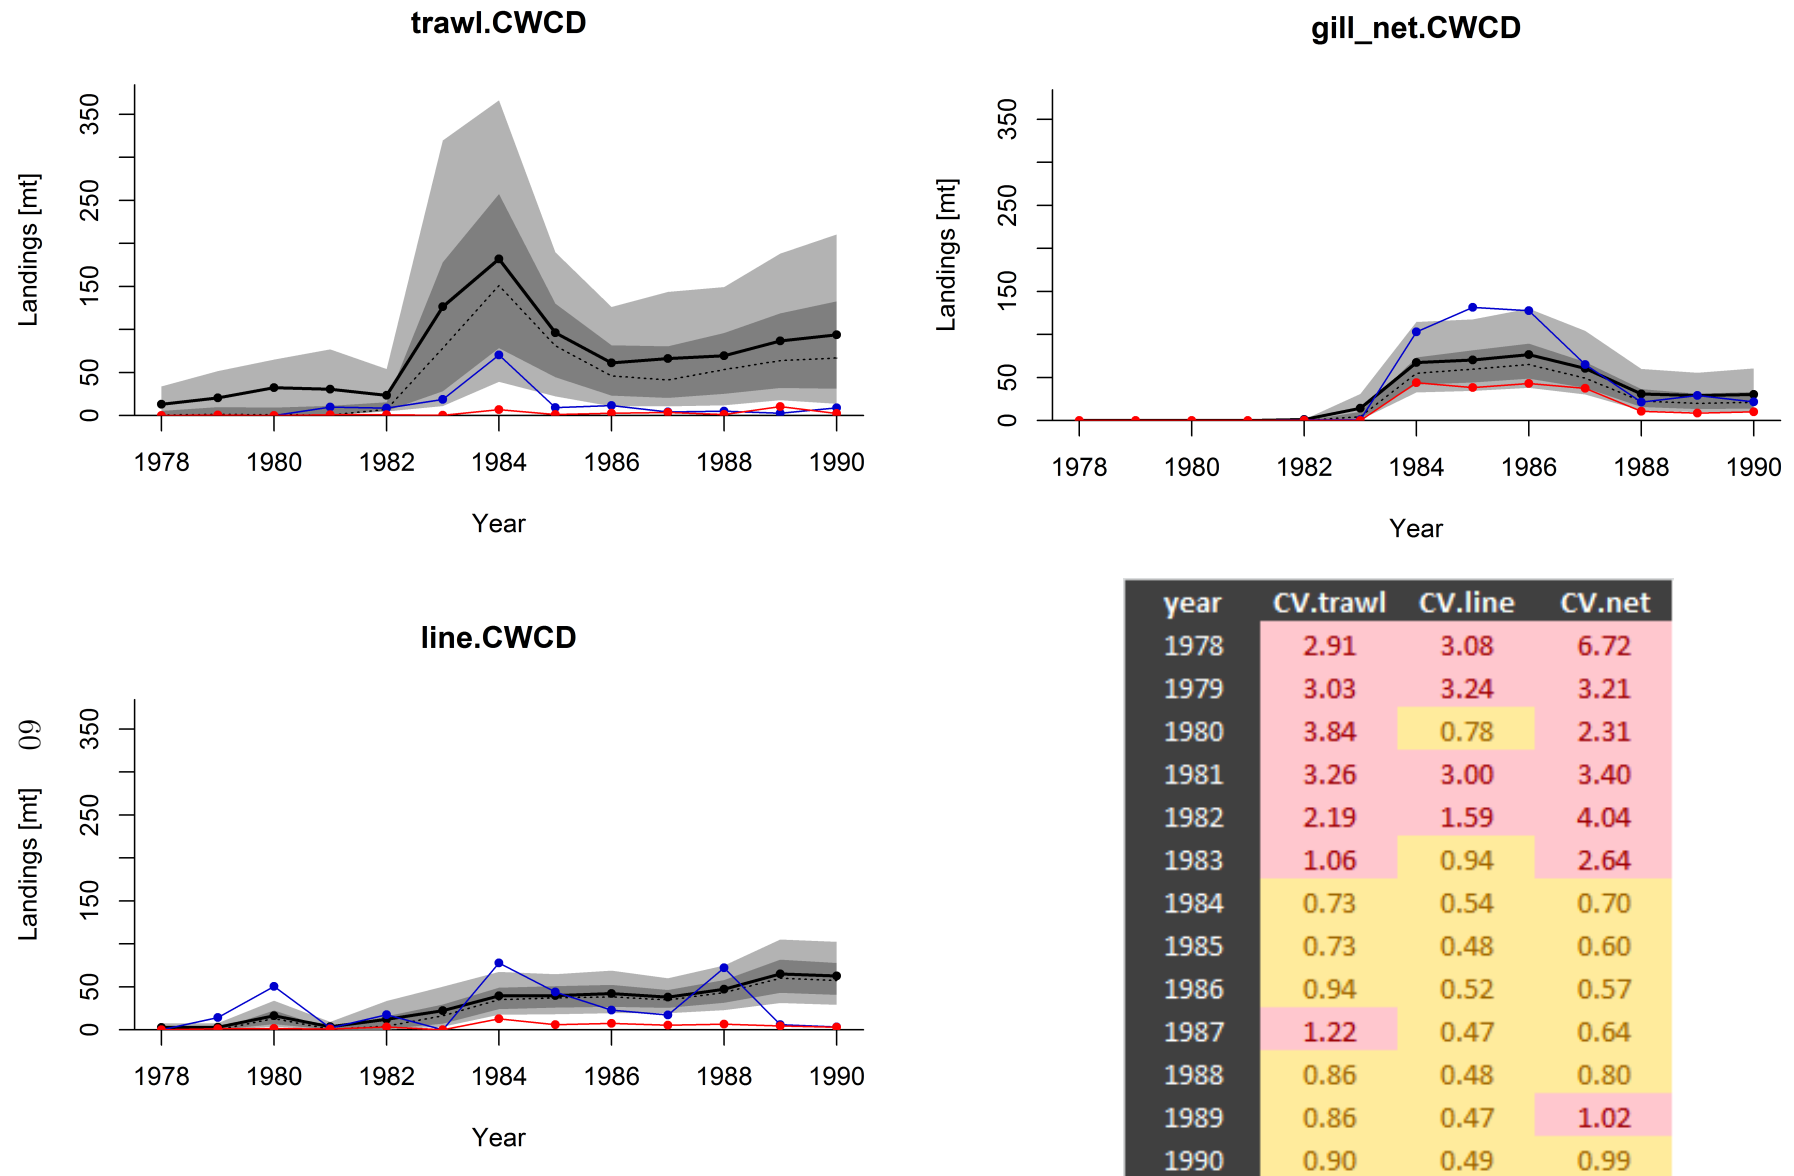 trawl.CWCD
Landings [mt]
0 50 150 250 350
1978 1980 1982 1984 1986 1988 1990
Year
gill_net.CWCD
Landings [mt]
0 50 150 250 350
1978 1980 1982 1984 1986 1988 1990
Year
line.CWCD
60
Landings [mt]
0 50 150 250 350
1978 1980 1982 1984 1986 1988 1990
Year
year CV.trawl CV.line CV.net
1978 2.91 3.08 6.72
1979 3.03 3.24 3.21
1980 3.84 0.78 2.31
1981 3.26 3.00 3.40
1982 2.19 1.59 4.04
1983 1.06 0.94 2.64
1984 0.73 0.54 0.70
1985 0.73 0.48 0.60
1986 0.94 0.52 0.57
1987 1.22 0.47 0.64
1988 0.86 0.48 0.80
1989 0.86 0.47 1.02
1990 0.90 0.49 0.99